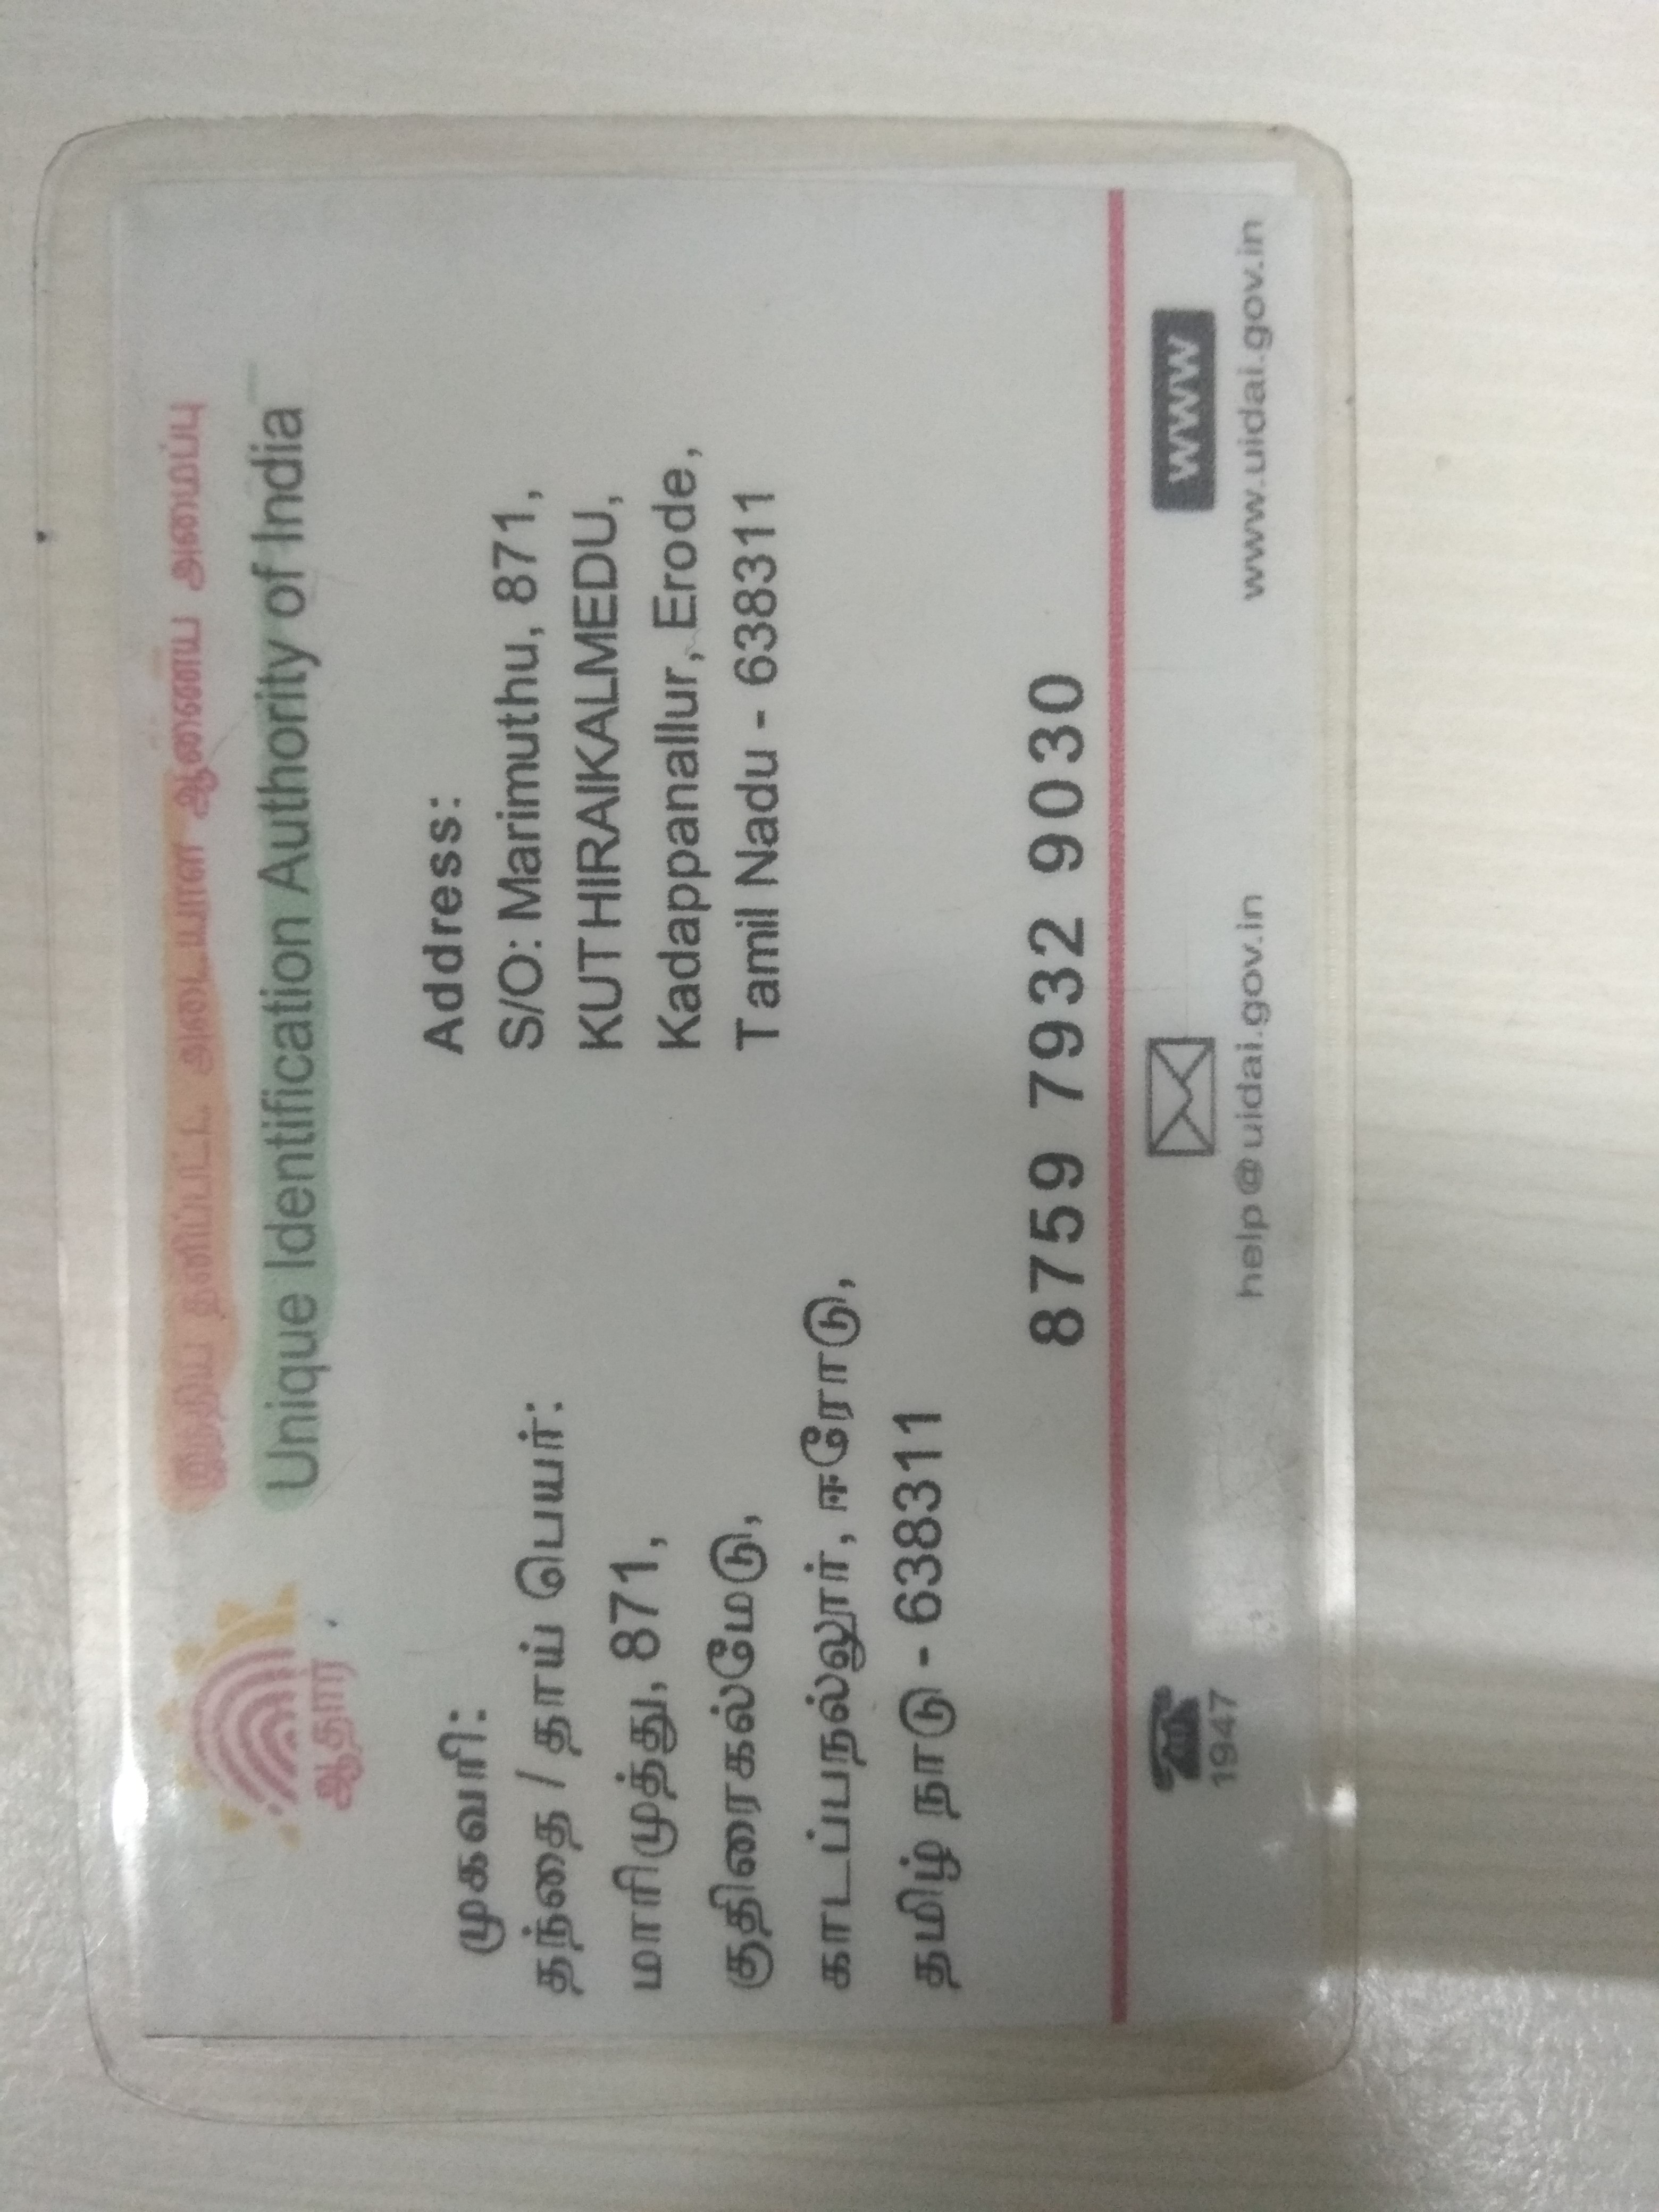 இந்திய தனிப்பட்ட அடையாள ஆணைய அமைப்பு
Unique Identification Authority of India
ஆதார்
முகவரி:
தந்தை / தாய் பெயர்:
மாரிமுத்து, 871,
குதிரைகல்மேடு,
காடப்பநல்லூர், ஈரோடு,
தமிழ் நாடு - 638311
Address:
S/O: Marimuthu, 871,
KUTHIRAIKALMEDU,
Kadappanallur, Erode,
Tamil Nadu - 638311
8759 7932 9030
1947
help@uidai.gov.in
WWW
www.uidai.gov.in